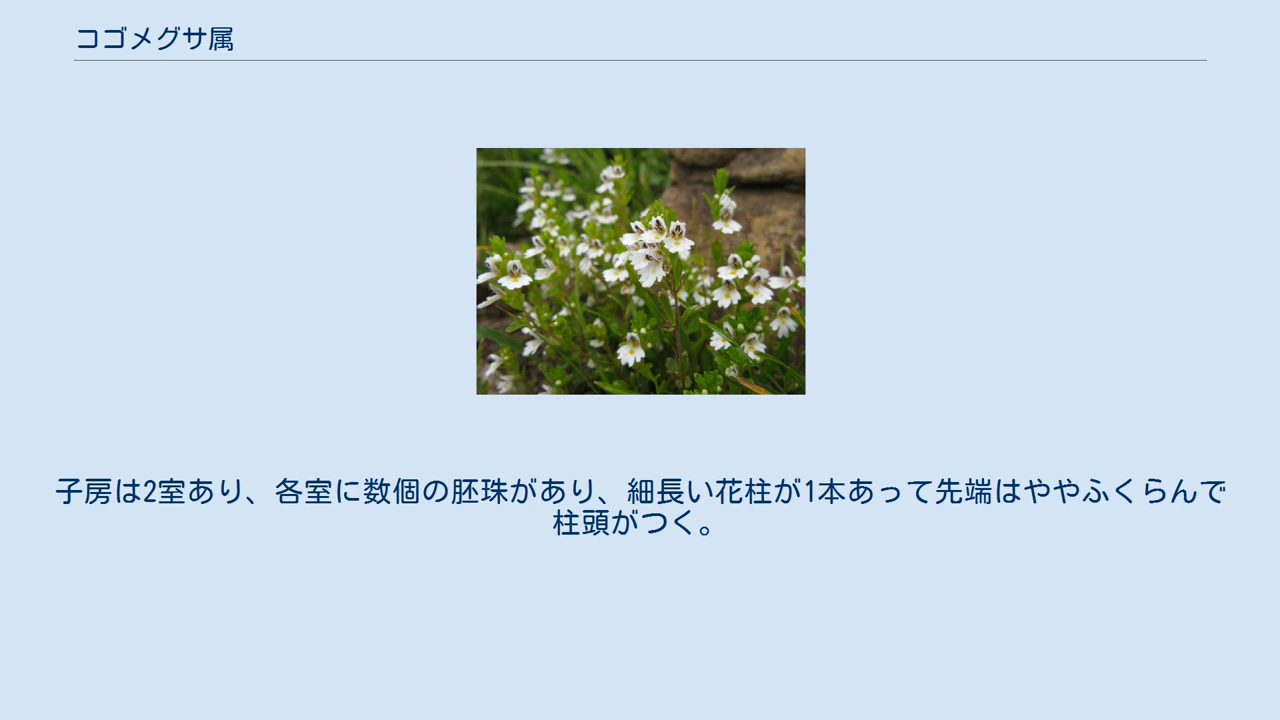 コゴメグサ属
子房は2室あり、各室に数個の胚珠があり、細長い花柱が1本あって先端はややふくらんで
柱頭がつく。